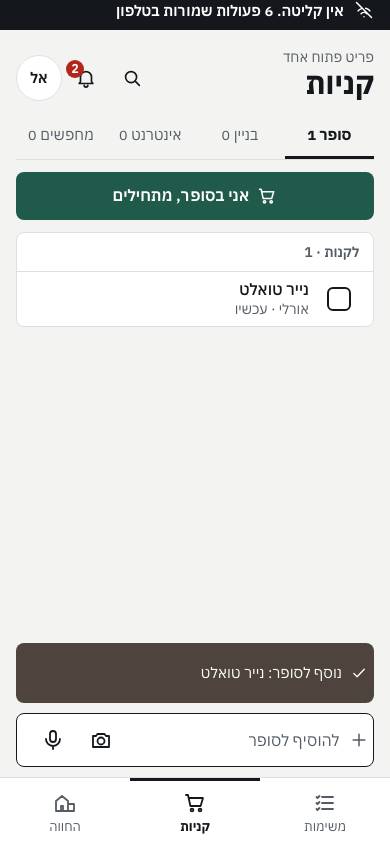 אין קליטה. 6 פעולות שמורות בטלפון
פריט פתוח אחד
קניות
2
אל
סופר 1
בניין 0
אינטרנט 0
מחפשים 0
אני בסופר, מתחילים
לקנות · 1
נייר טואלט
אורלי · עכשיו
נוסף לסופר: נייר טואלט
להוסיף לסופר
משימות
קניות
החווה